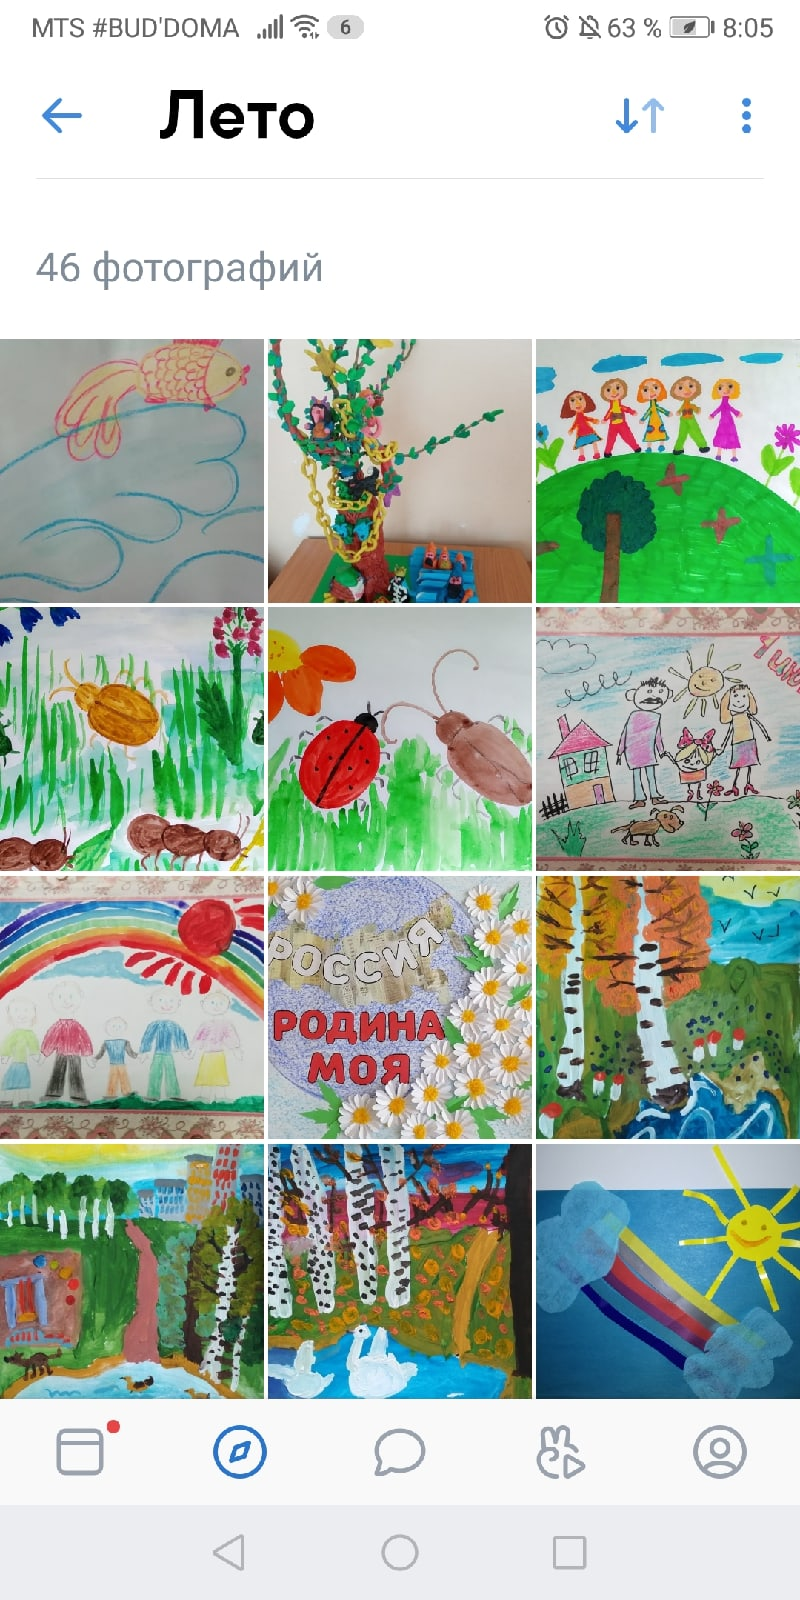 MTS #BUD'DOMA 6 63 % 8:05
Лето
46 фотографий
РОССИЯ
РОДИНА
МОЯ